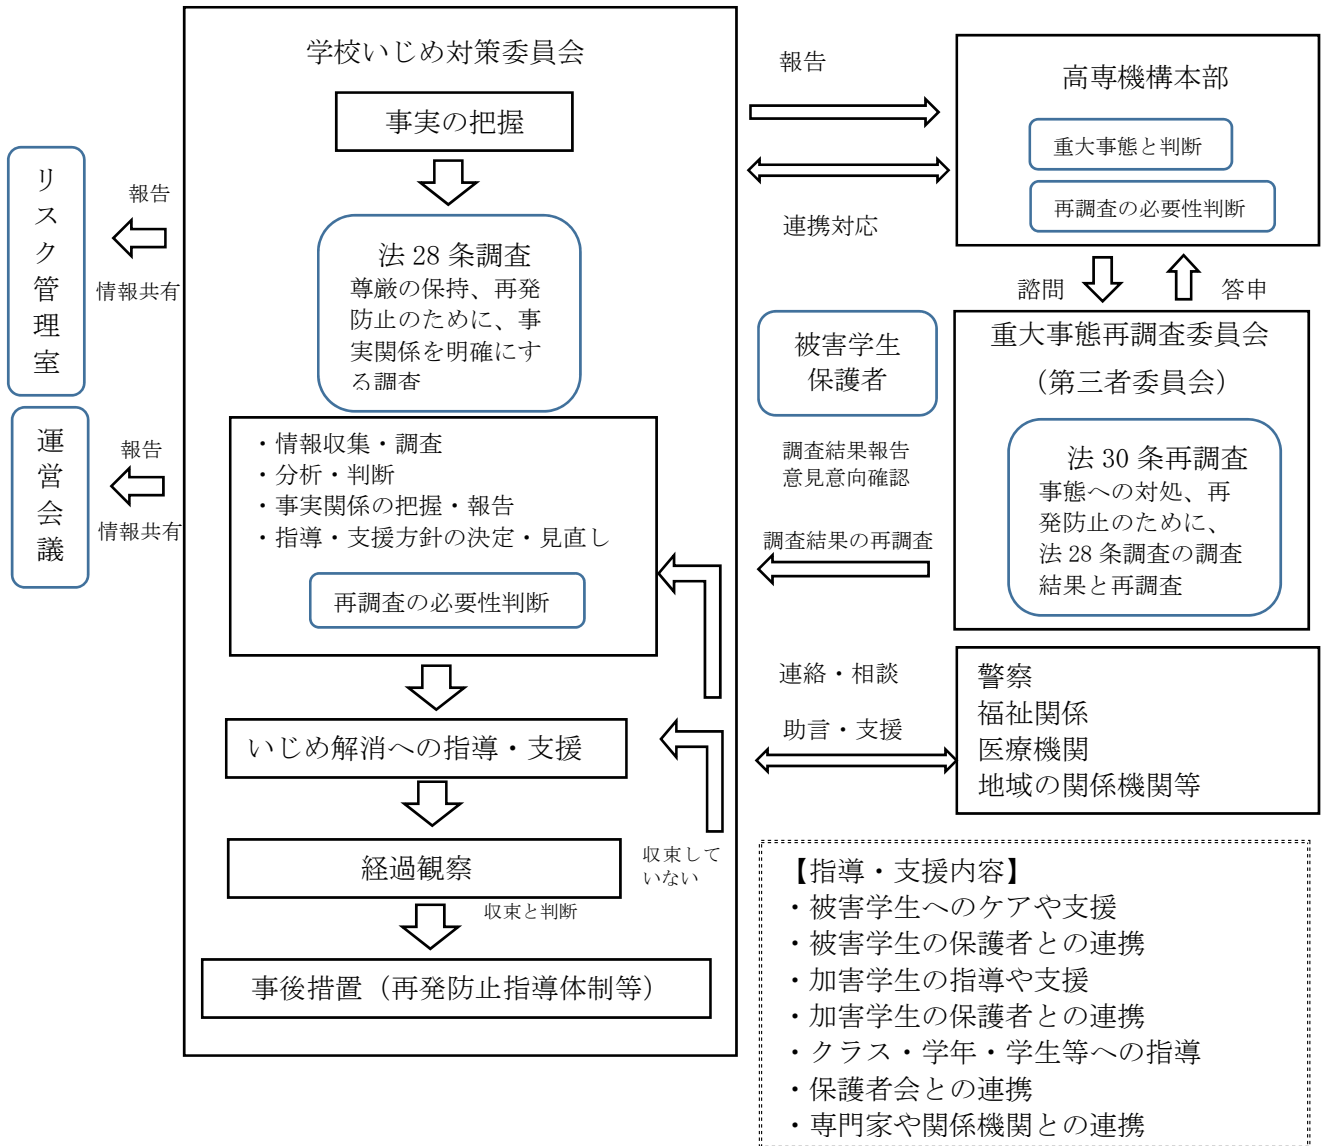 学校いじめ対策委員会
事実の把握
法 28 条調査
尊厳の保持、再発
防止のために、事
実関係を明確にす
る調査
・情報収集・調査
・分析・判断
・事実関係の把握・報告
・指導・支援方針の決定・見直し
再調査の必要性判断
いじめ解消への指導・支援
経過観察
収束して
いない
収束と判断
事後措置（再発防止指導体制等）
リスク管理室
報告
情報共有
運営会議
報告
情報共有
報告
連携対応
高専機構本部
重大事態と判断
再調査の必要性判断
諮問
答申
被害学生
保護者
調査結果報告
意見意向確認
調査結果の再調査
重大事態再調査委員会
（第三者委員会）
法 30 条再調査
事態への対処、再
発防止のために、
法 28 条調査の調査
結果と再調査
連絡・相談
助言・支援
警察
福祉関係
医療機関
地域の関係機関等
【指導・支援内容】
・被害学生へのケアや支援
・被害学生の保護者との連携
・加害学生の指導や支援
・加害学生の保護者との連携
・クラス・学年・学生等への指導
・保護者会との連携
・専門家や関係機関との連携